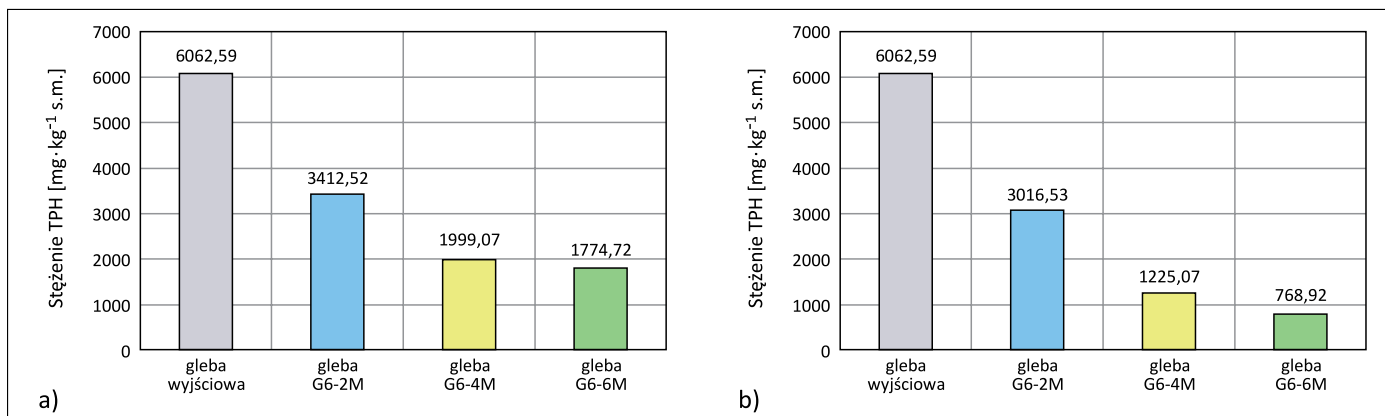 Stężenie TPH [mg·kg⁻¹ s.m.]
7000
6000
5000
4000
3000
2000
1000
0
6062,59
3412,52
1999,07
1774,72
gleba wyjściowa
gleba G6-2M
gleba G6-4M
gleba G6-6M
a)
Stężenie TPH [mg·kg⁻¹ s.m.]
7000
6000
5000
4000
3000
2000
1000
0
6062,59
3016,53
1225,07
768,92
gleba wyjściowa
gleba G6-2M
gleba G6-4M
gleba G6-6M
b)